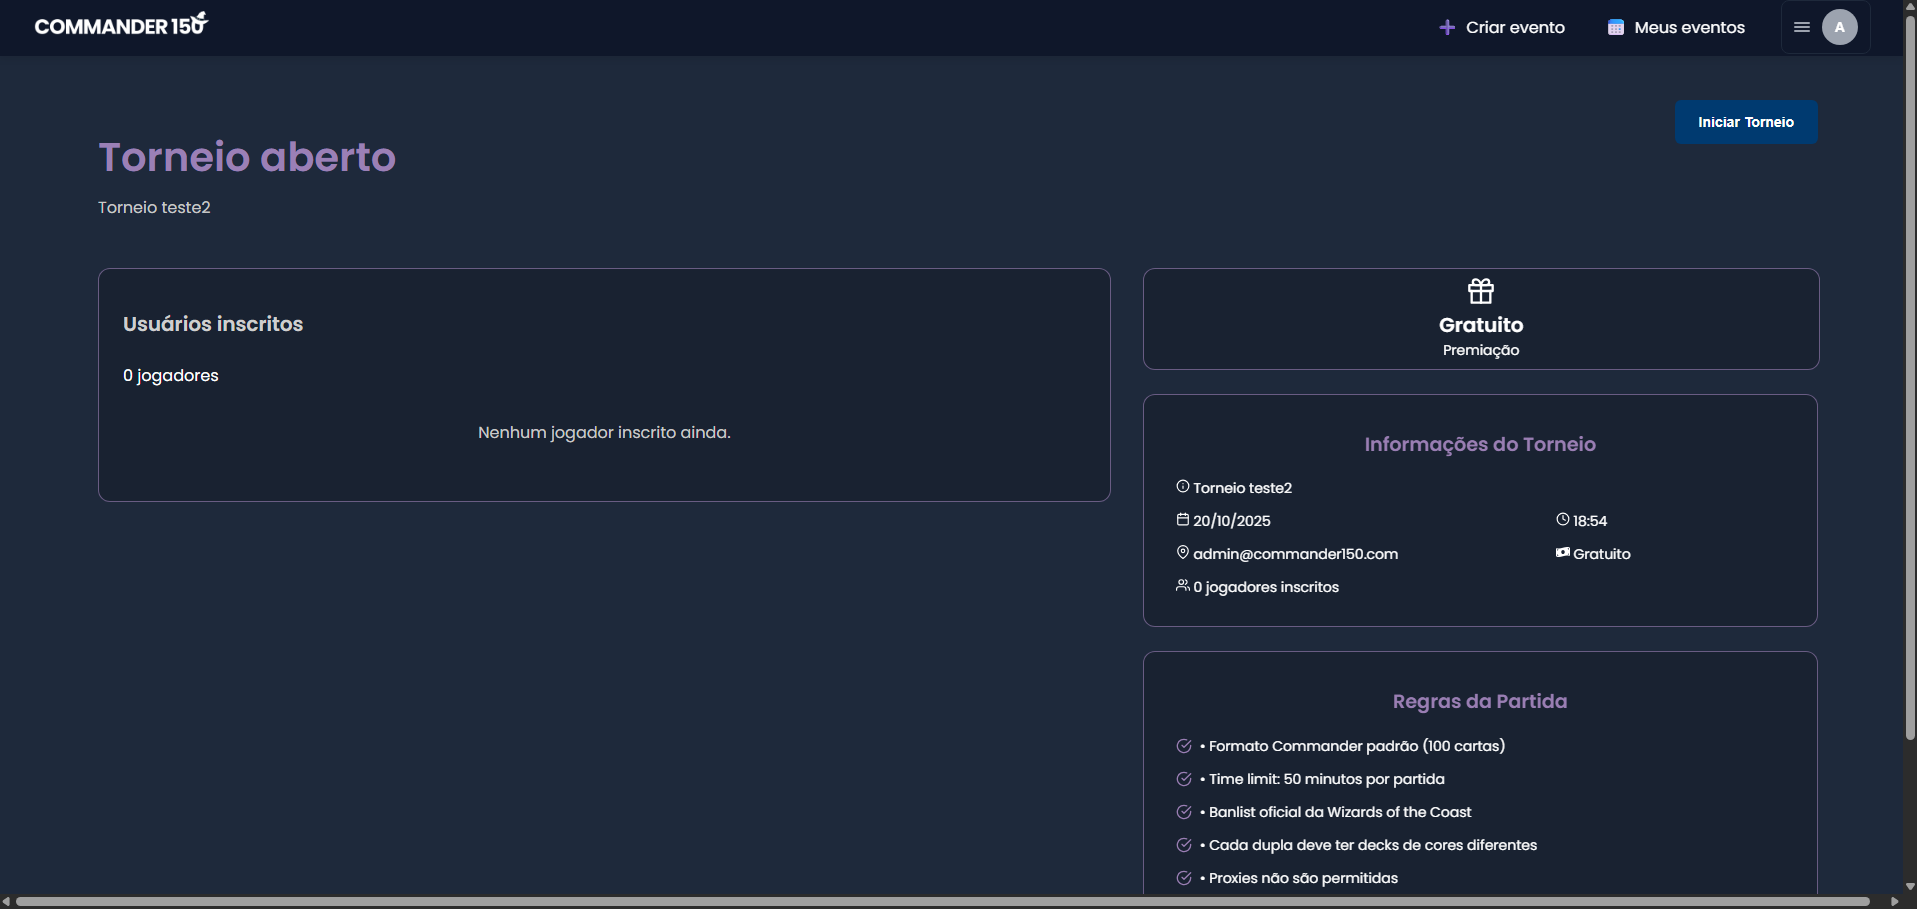 COMMANDER 150
Criar evento
Meus eventos
A
Iniciar Torneio
Torneio aberto
Torneio teste2
Usuários inscritos
0 jogadores
Nenhum jogador inscrito ainda.
Gratuito
Premiação
Informações do Torneio
Torneio teste2
20/10/2025
18:54
admin@commander150.com
Gratuito
0 jogadores inscritos
Regras da Partida
• Formato Commander padrão (100 cartas)
• Time limit: 50 minutos por partida
• Banlist oficial da Wizards of the Coast
• Cada dupla deve ter decks de cores diferentes
• Proxies não são permitidas